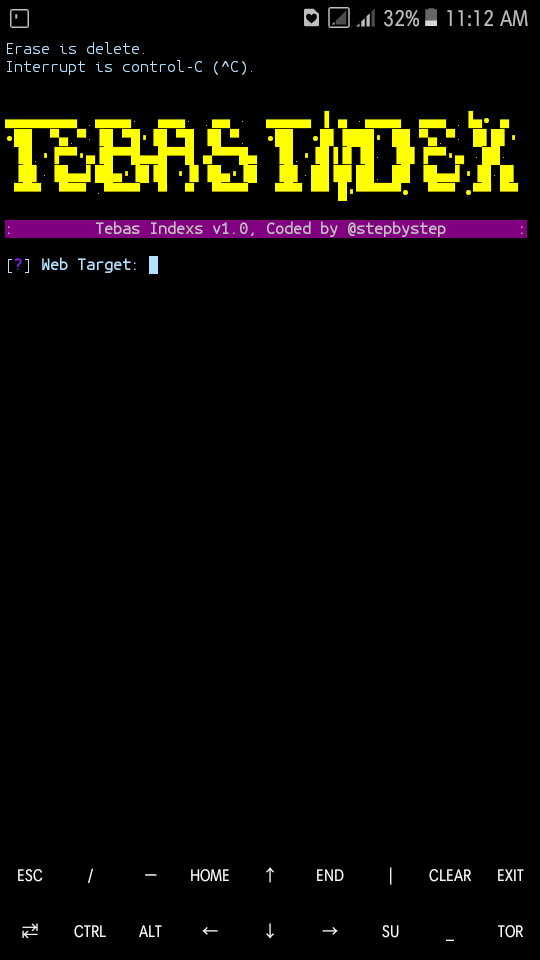 32% 11:12 AM
Erase is delete.
Interrupt is control-C (^C).
TEBAS INDEX
: Tebas Indexs v1.0, Coded by @stepbystep :
[?] Web Target:
ESC / — HOME ↑ END | CLEAR EXIT
⇄ CTRL ALT ← ↓ → SU _ TOR